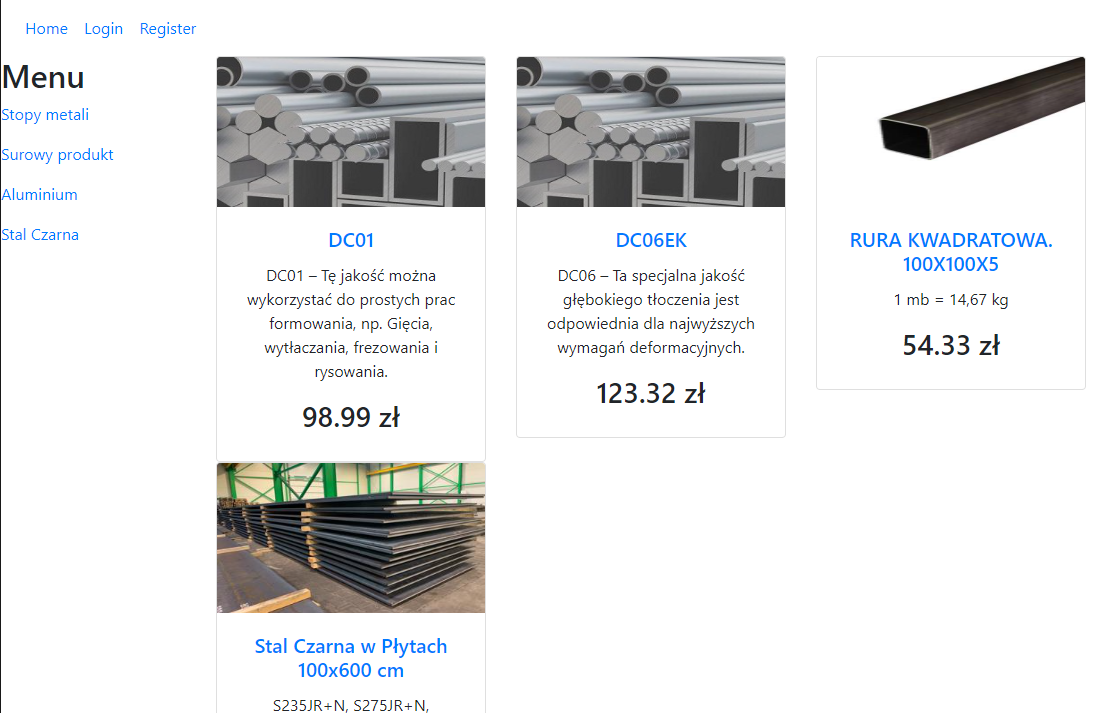 Home Login Register
Menu
Stopy metali
Surowy produkt
Aluminium
Stal Czarna
DC01
DC01 – Tę jakość można
wykorzystać do prostych prac
formowania, np. Gięcia,
wytłaczania, frezowania i
rysowania.
98.99 zł
DC06EK
DC06 – Ta specjalna jakość
głębokiego tłoczenia jest
odpowiednia dla najwyższych
wymagań deformacyjnych.
123.32 zł
RURA KWADRATOWA.
100X100X5
1 mb = 14,67 kg
54.33 zł
Stal Czarna w Płytach
100x600 cm
S235JR+N, S275JR+N,